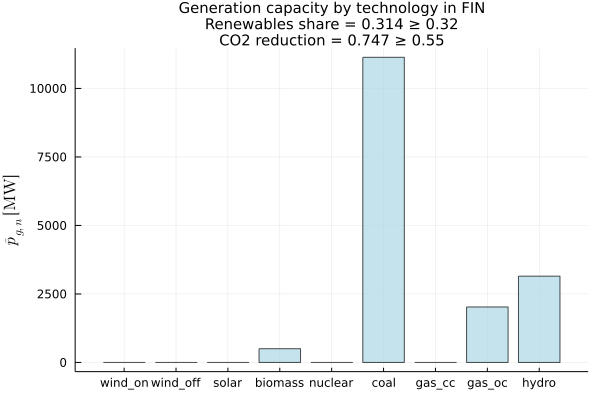 Generation capacity by technology in FIN
Renewables share = 0.314 ≥ 0.32
CO2 reduction = 0.747 ≥ 0.55
10000
7500
5000
2500
0
p̄_{g,n} [MW]
wind_on wind_off solar biomass nuclear coal gas_cc gas_oc hydro